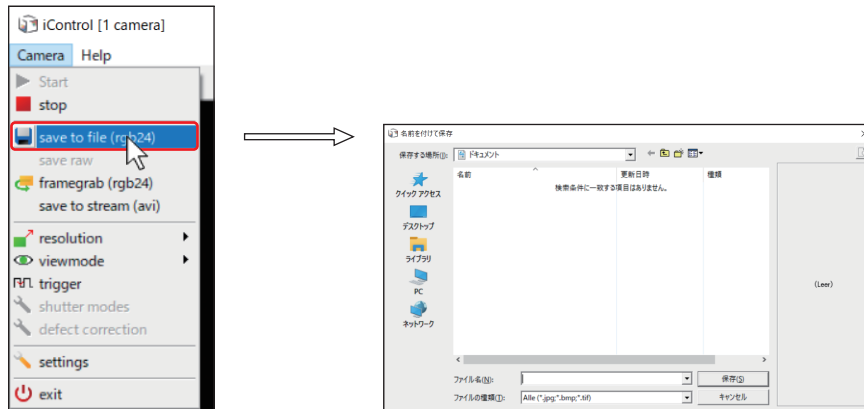 iControl [1 camera]
Camera Help
Start
stop
save to file (rgb24)
save raw
framegrab (rgb24)
save to stream (avi)
resolution
viewmode
trigger
shutter modes
defect correction
settings
exit
名前を付けて保存
保存する場所(I):
ドキュメント
名前 更新日時 種類
検索条件に一致する項目はありません。
クイック アクセス
デスクトップ
ライブラリ
PC
ネットワーク
(Leer)
ファイル名(N): 保存(S)
ファイルの種類(T): Alle (*.jpg;*.bmp;*.tif) キャンセル